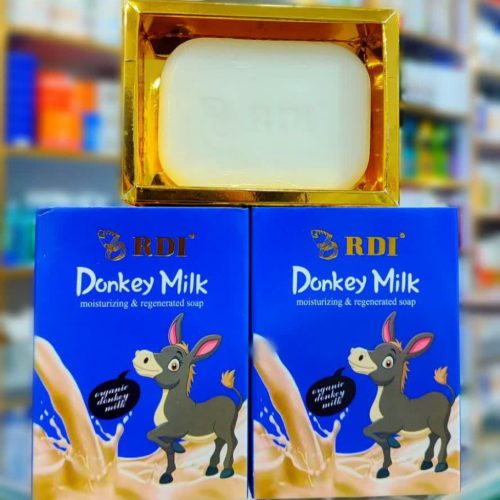 RDI
Donkey Milk
moisturizing & regenerated soap
organic
donkey
milk
RDI
Donkey Milk
moisturizing & regenerated soap
organic
donkey
milk